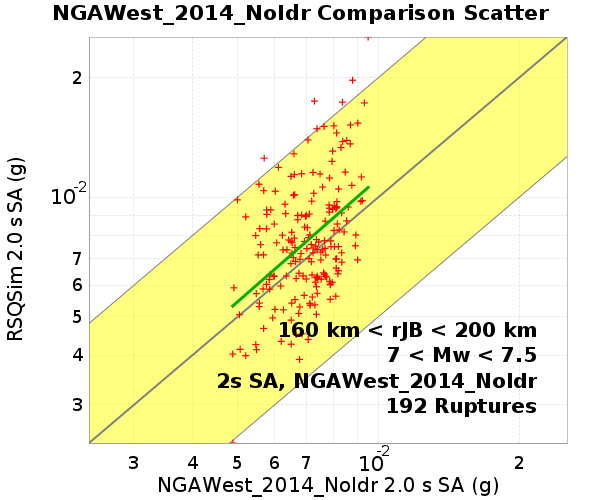 NGAWest_2014_NoIdr Comparison Scatter
RSQSim 2.0 s SA (g)
2
10-2
7
6
5
4
3
160 km < rJB < 200 km
7 < Mw < 7.5
2s SA, NGAWest_2014_NoIdr
192 Ruptures
3 4 5 6 7 10-2 2
NGAWest_2014_NoIdr 2.0 s SA (g)